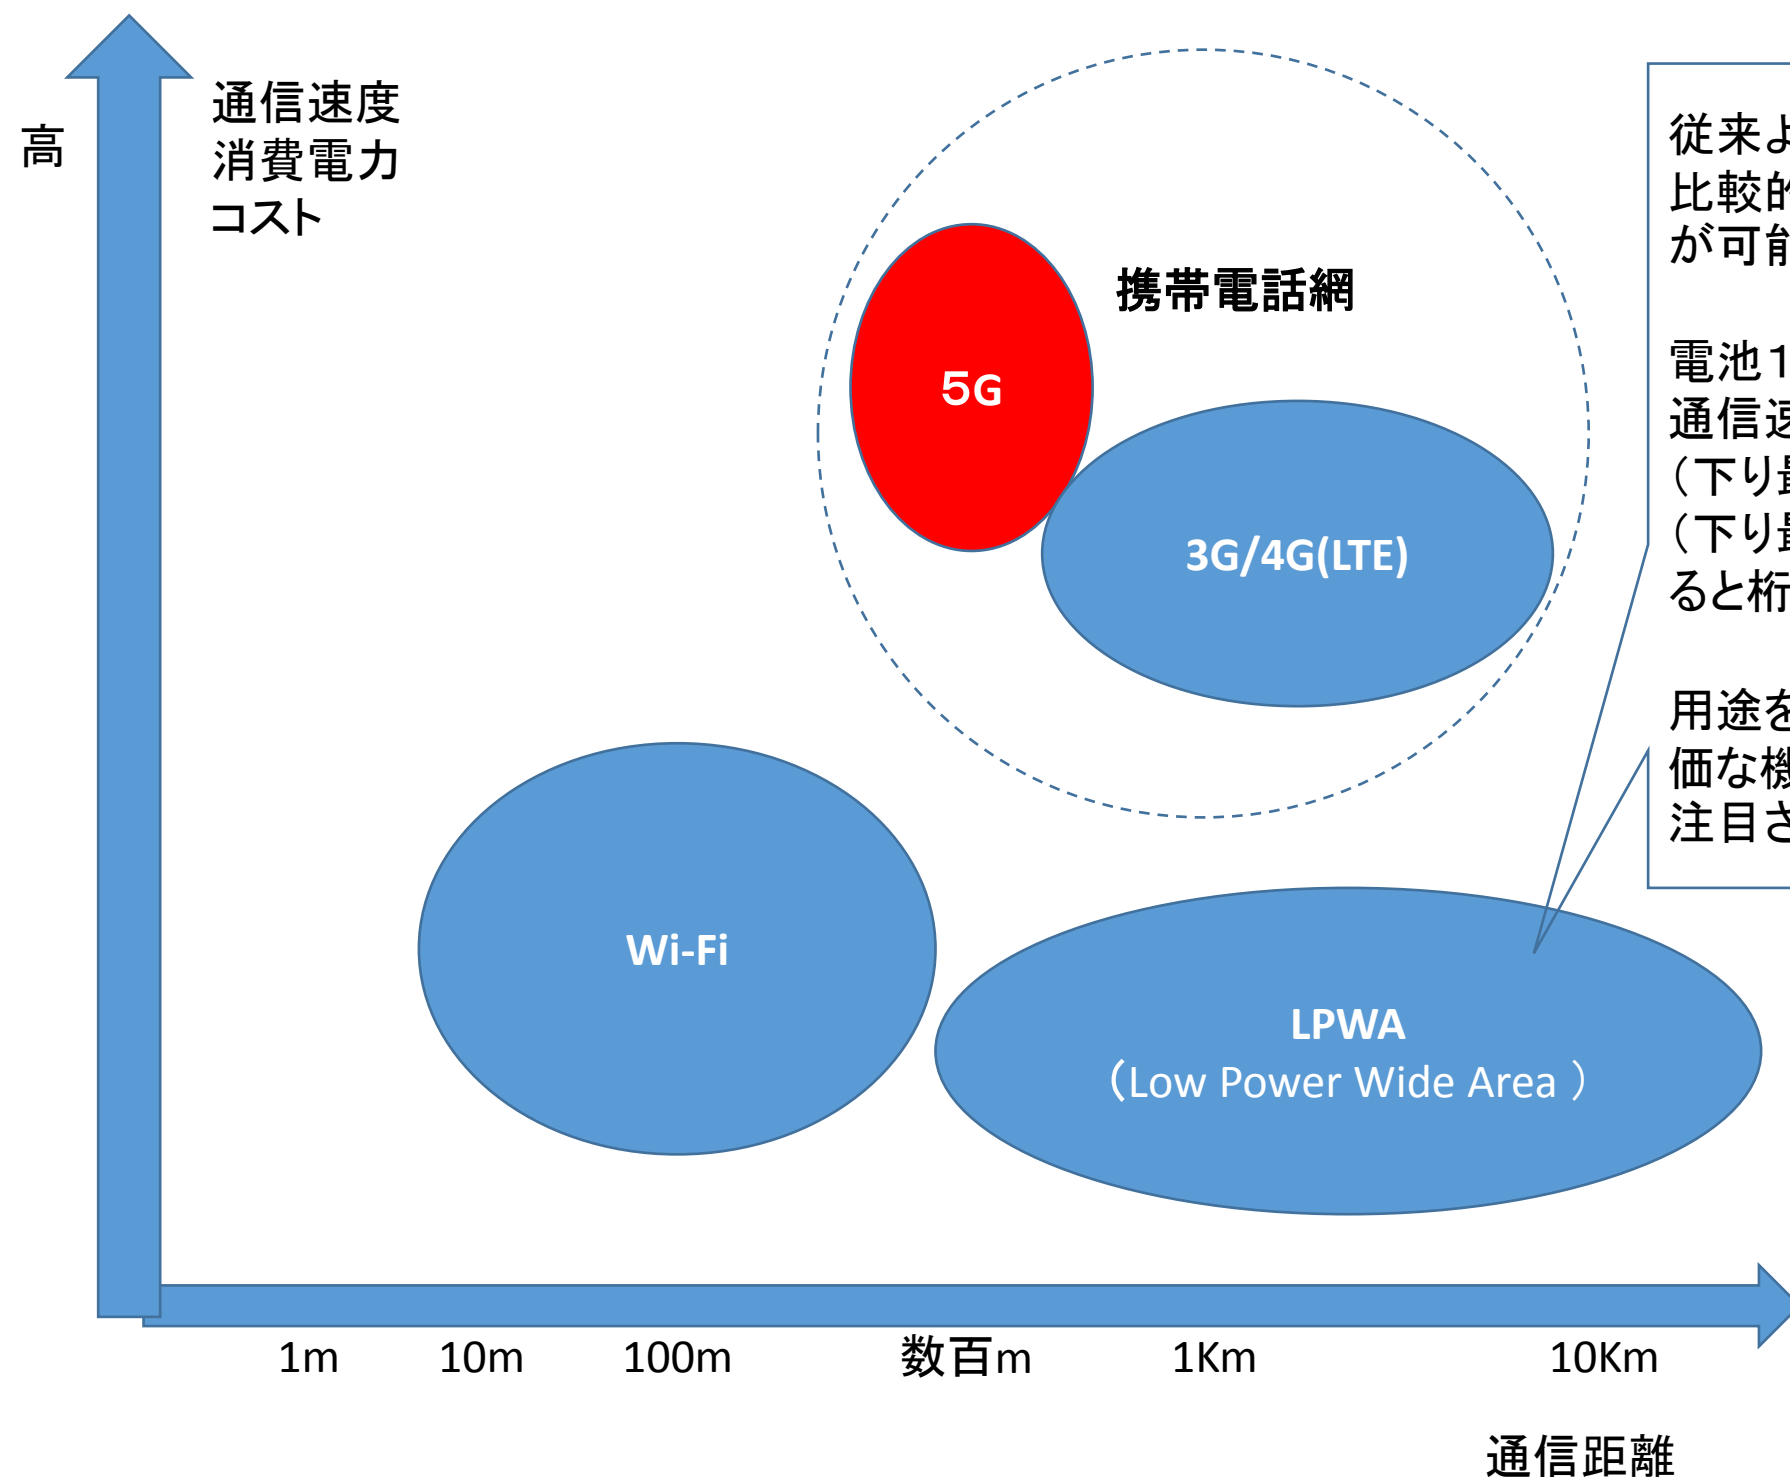 高
通信速度
消費電力
コスト
従来よ
比較的
が可能
携帯電話網
電池1
5G
通信速
（下り最
（下り最
3G/4G(LTE)
ると桁
用途を
価な機
注目さ
Wi-Fi
LPWA
（Low Power Wide Area ）
1m 10m 100m 数百m 1Km 10Km
通信距離